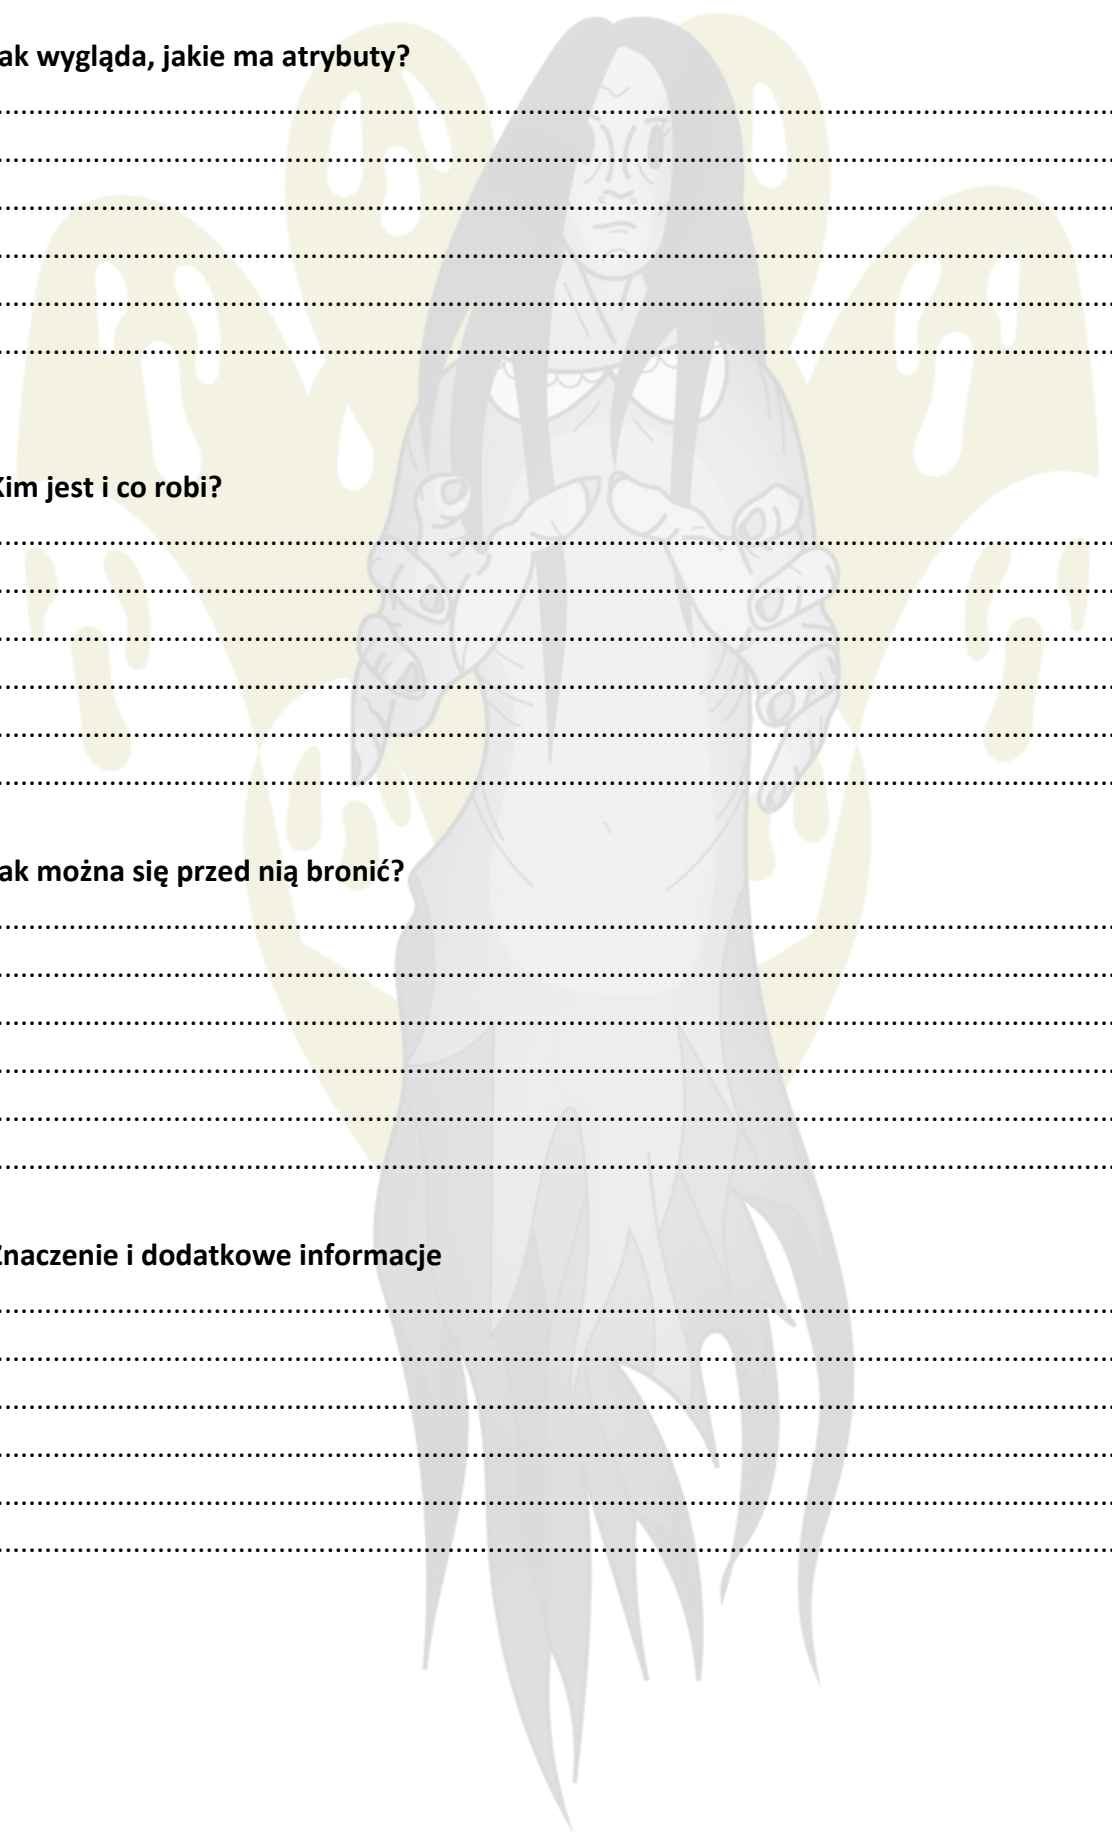 ak wygląda, jakie ma atrybuty?
Kim jest i co robi?
ak można się przed nią bronić?
Znaczenie i dodatkowe informacje